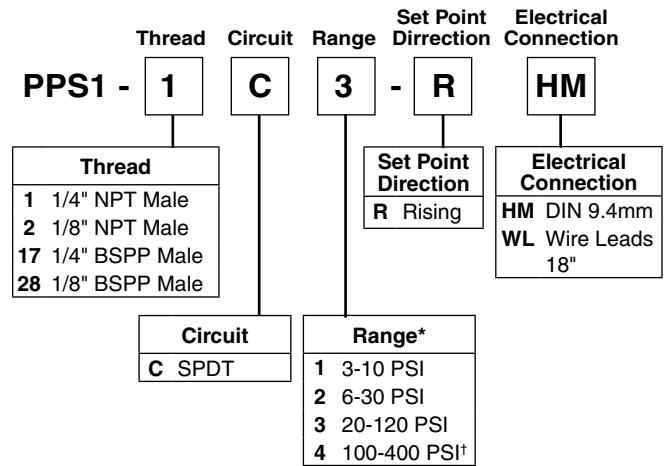 Thread Circuit Range Set Point Dirrection Electrical Connection
PPS1 - 1 C 3 - R HM
Thread
1 1/4" NPT Male
2 1/8" NPT Male
17 1/4" BSPP Male
28 1/8" BSPP Male
Set Point
Direction
R Rising
Electrical
Connection
HM DIN 9.4mm
WL Wire Leads
18"
Circuit
C SPDT
Range*
1 3-10 PSI
2 6-30 PSI
3 20-120 PSI
4 100-400 PSI†